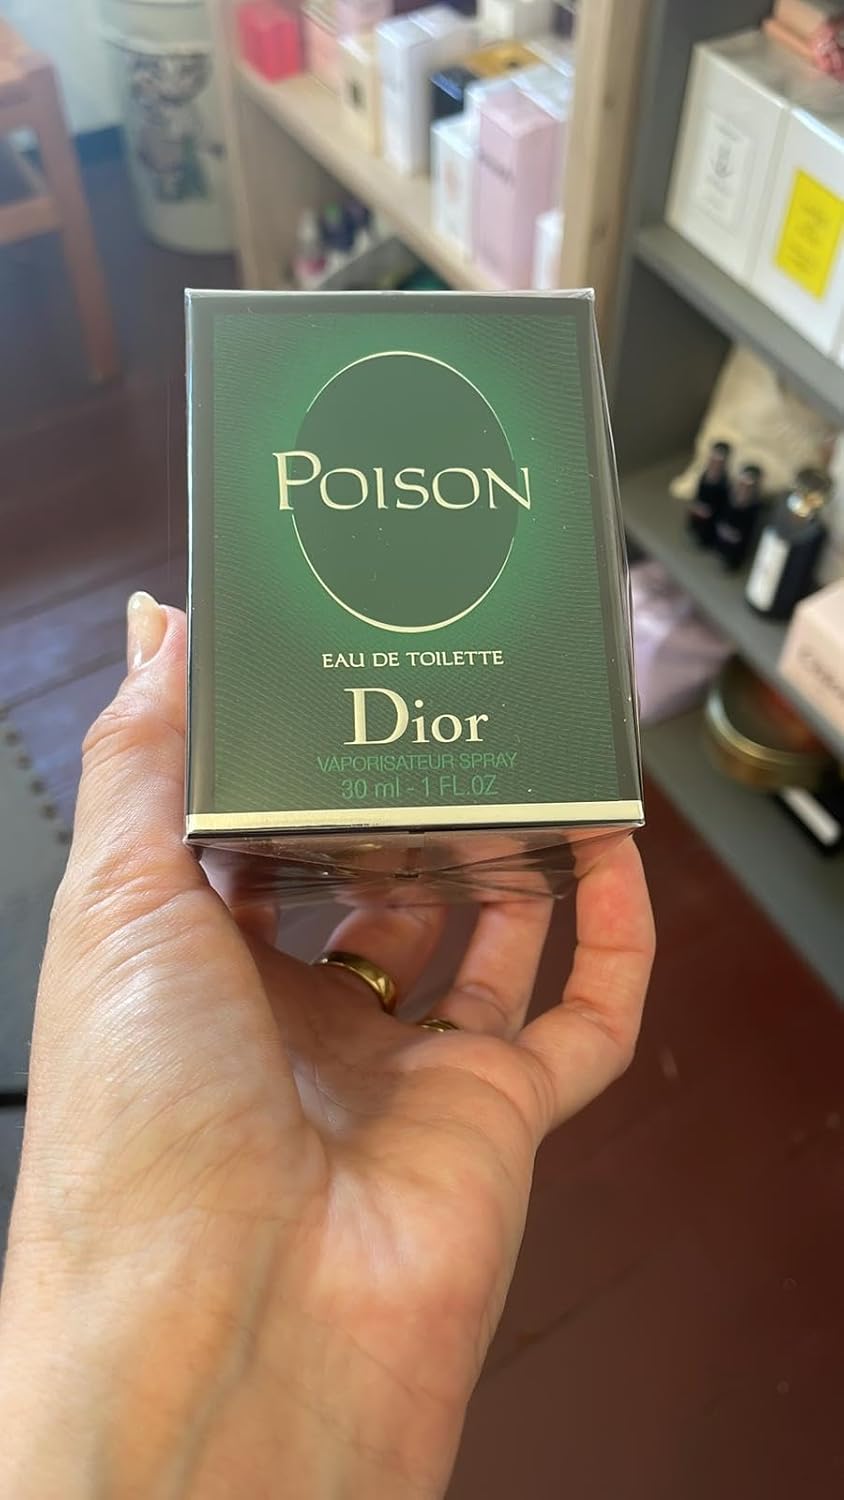 POISON
EAU DE TOILETTE
Dior
VAPORISATEUR SPRAY
30 ml - 1 FL.OZ